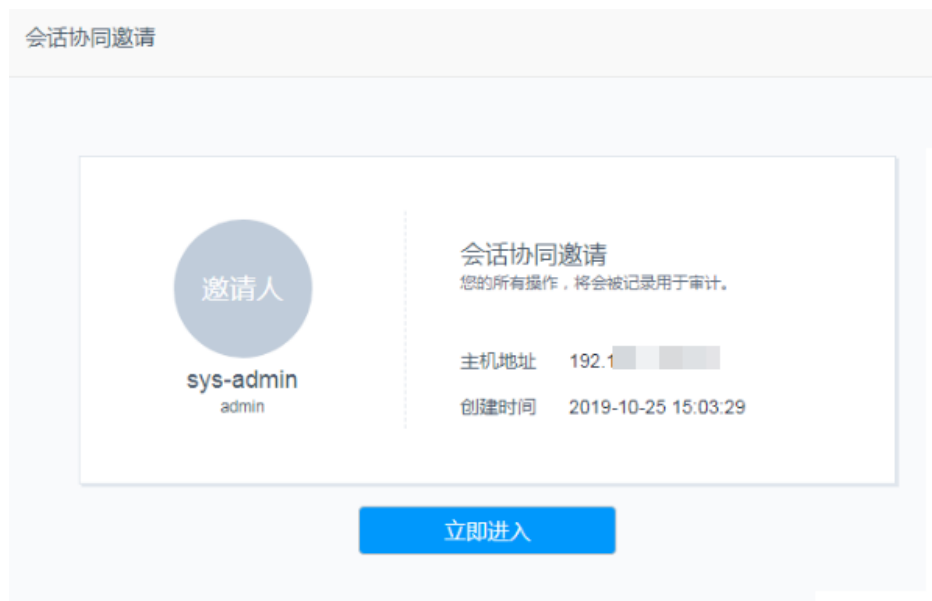 会话协同邀请
邀请人
sys-admin
admin
会话协同邀请
您的所有操作，将会被记录用于审计。
主机地址 192.1
创建时间 2019-10-25 15:03:29
立即进入